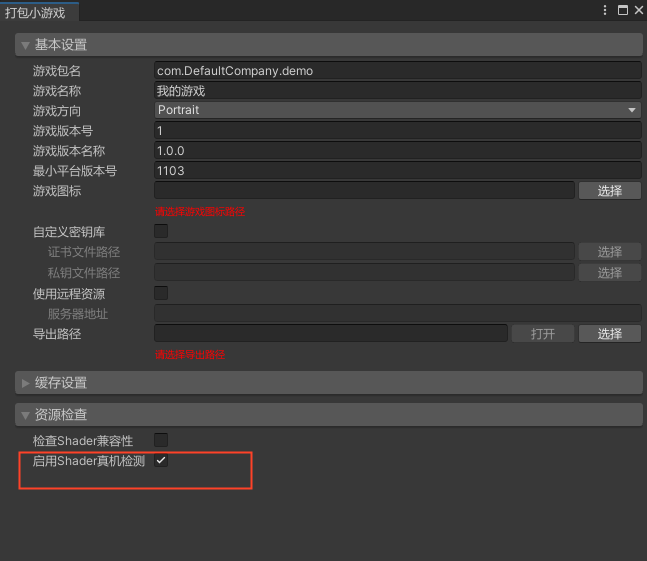 打包小游戏
基本设置
游戏包名 com.DefaultCompany.demo
游戏名称 我的游戏
游戏方向 Portrait
游戏版本号 1
游戏版本名称 1.0.0
最小平台版本号 1103
游戏图标 选择
请选择游戏图标路径
自定义密钥库
证书文件路径 选择
私钥文件路径 选择
使用远程资源
服务器地址
导出路径 打开 选择
请选择导出路径
缓存设置
资源检查
检查Shader兼容性
启用Shader真机检测